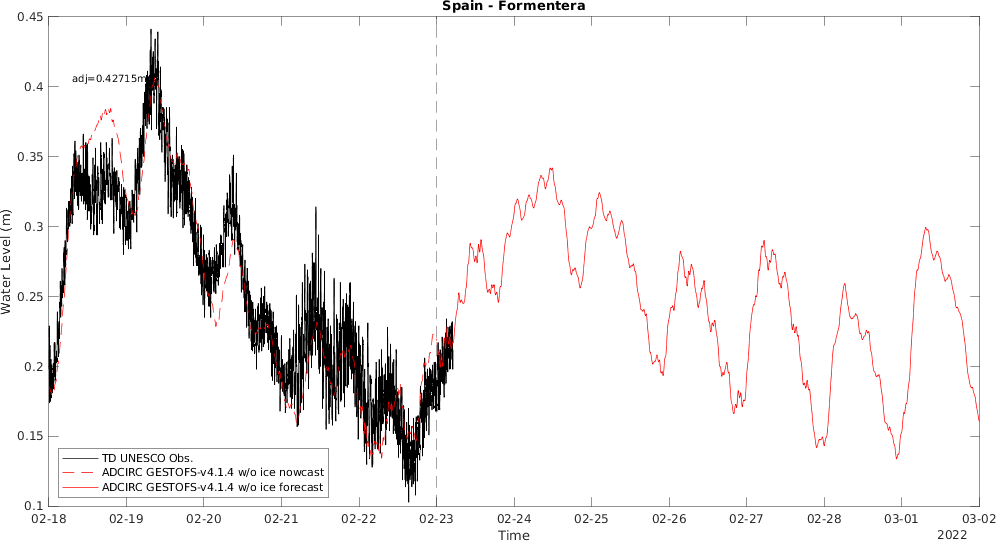 Spain - Formentera
0.45
0.4
0.35
0.3
0.25
0.2
0.15
0.1
Water Level (m)
adj=0.42715m
TD UNESCO Obs.
ADCIRC GESTOFS-v4.1.4 w/o ice nowcast
ADCIRC GESTOFS-v4.1.4 w/o ice forecast
02-18 02-19 02-20 02-21 02-22 02-23 02-24 02-25 02-26 02-27 02-28 03-01 03-02
Time
2022